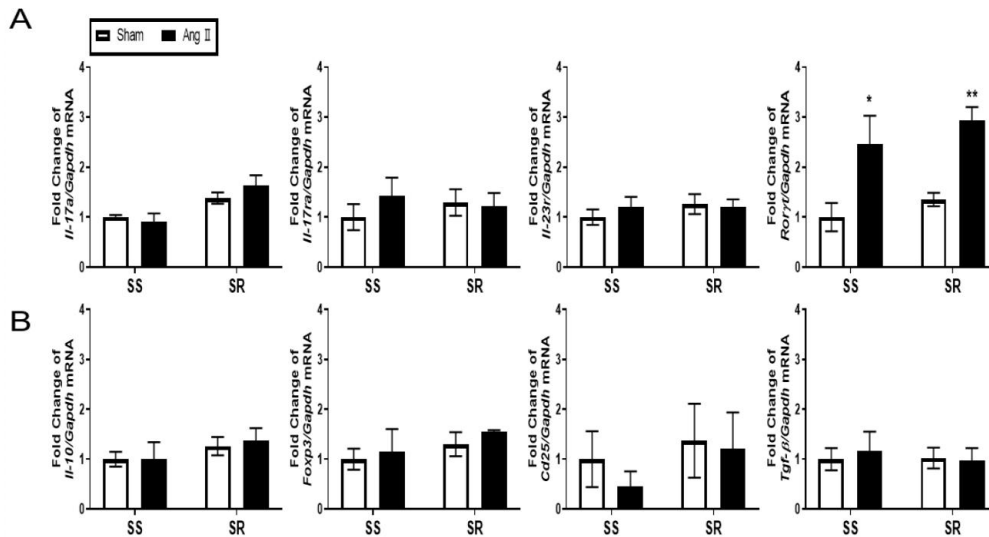 A
Sham Ang II
Fold Change of
Il-17a/Gapdh mRNA
4
3
2
1
0
SS SR
Fold Change of
Il-17ra/Gapdh mRNA
4
3
2
1
0
SS SR
Fold Change of
Il-23r/Gapdh mRNA
4
3
2
1
0
SS SR
Fold Change of
Rorγt/Gapdh mRNA
4
3
2
1
0
*
**
SS SR
B
Fold Change of
Il-10/Gapdh mRNA
4
3
2
1
0
SS SR
Fold Change of
Foxp3/Gapdh mRNA
4
3
2
1
0
SS SR
Fold Change of
Cd25/Gapdh mRNA
4
3
2
1
0
SS SR
Fold Change of
Tgf-β/Gapdh mRNA
4
3
2
1
0
SS SR